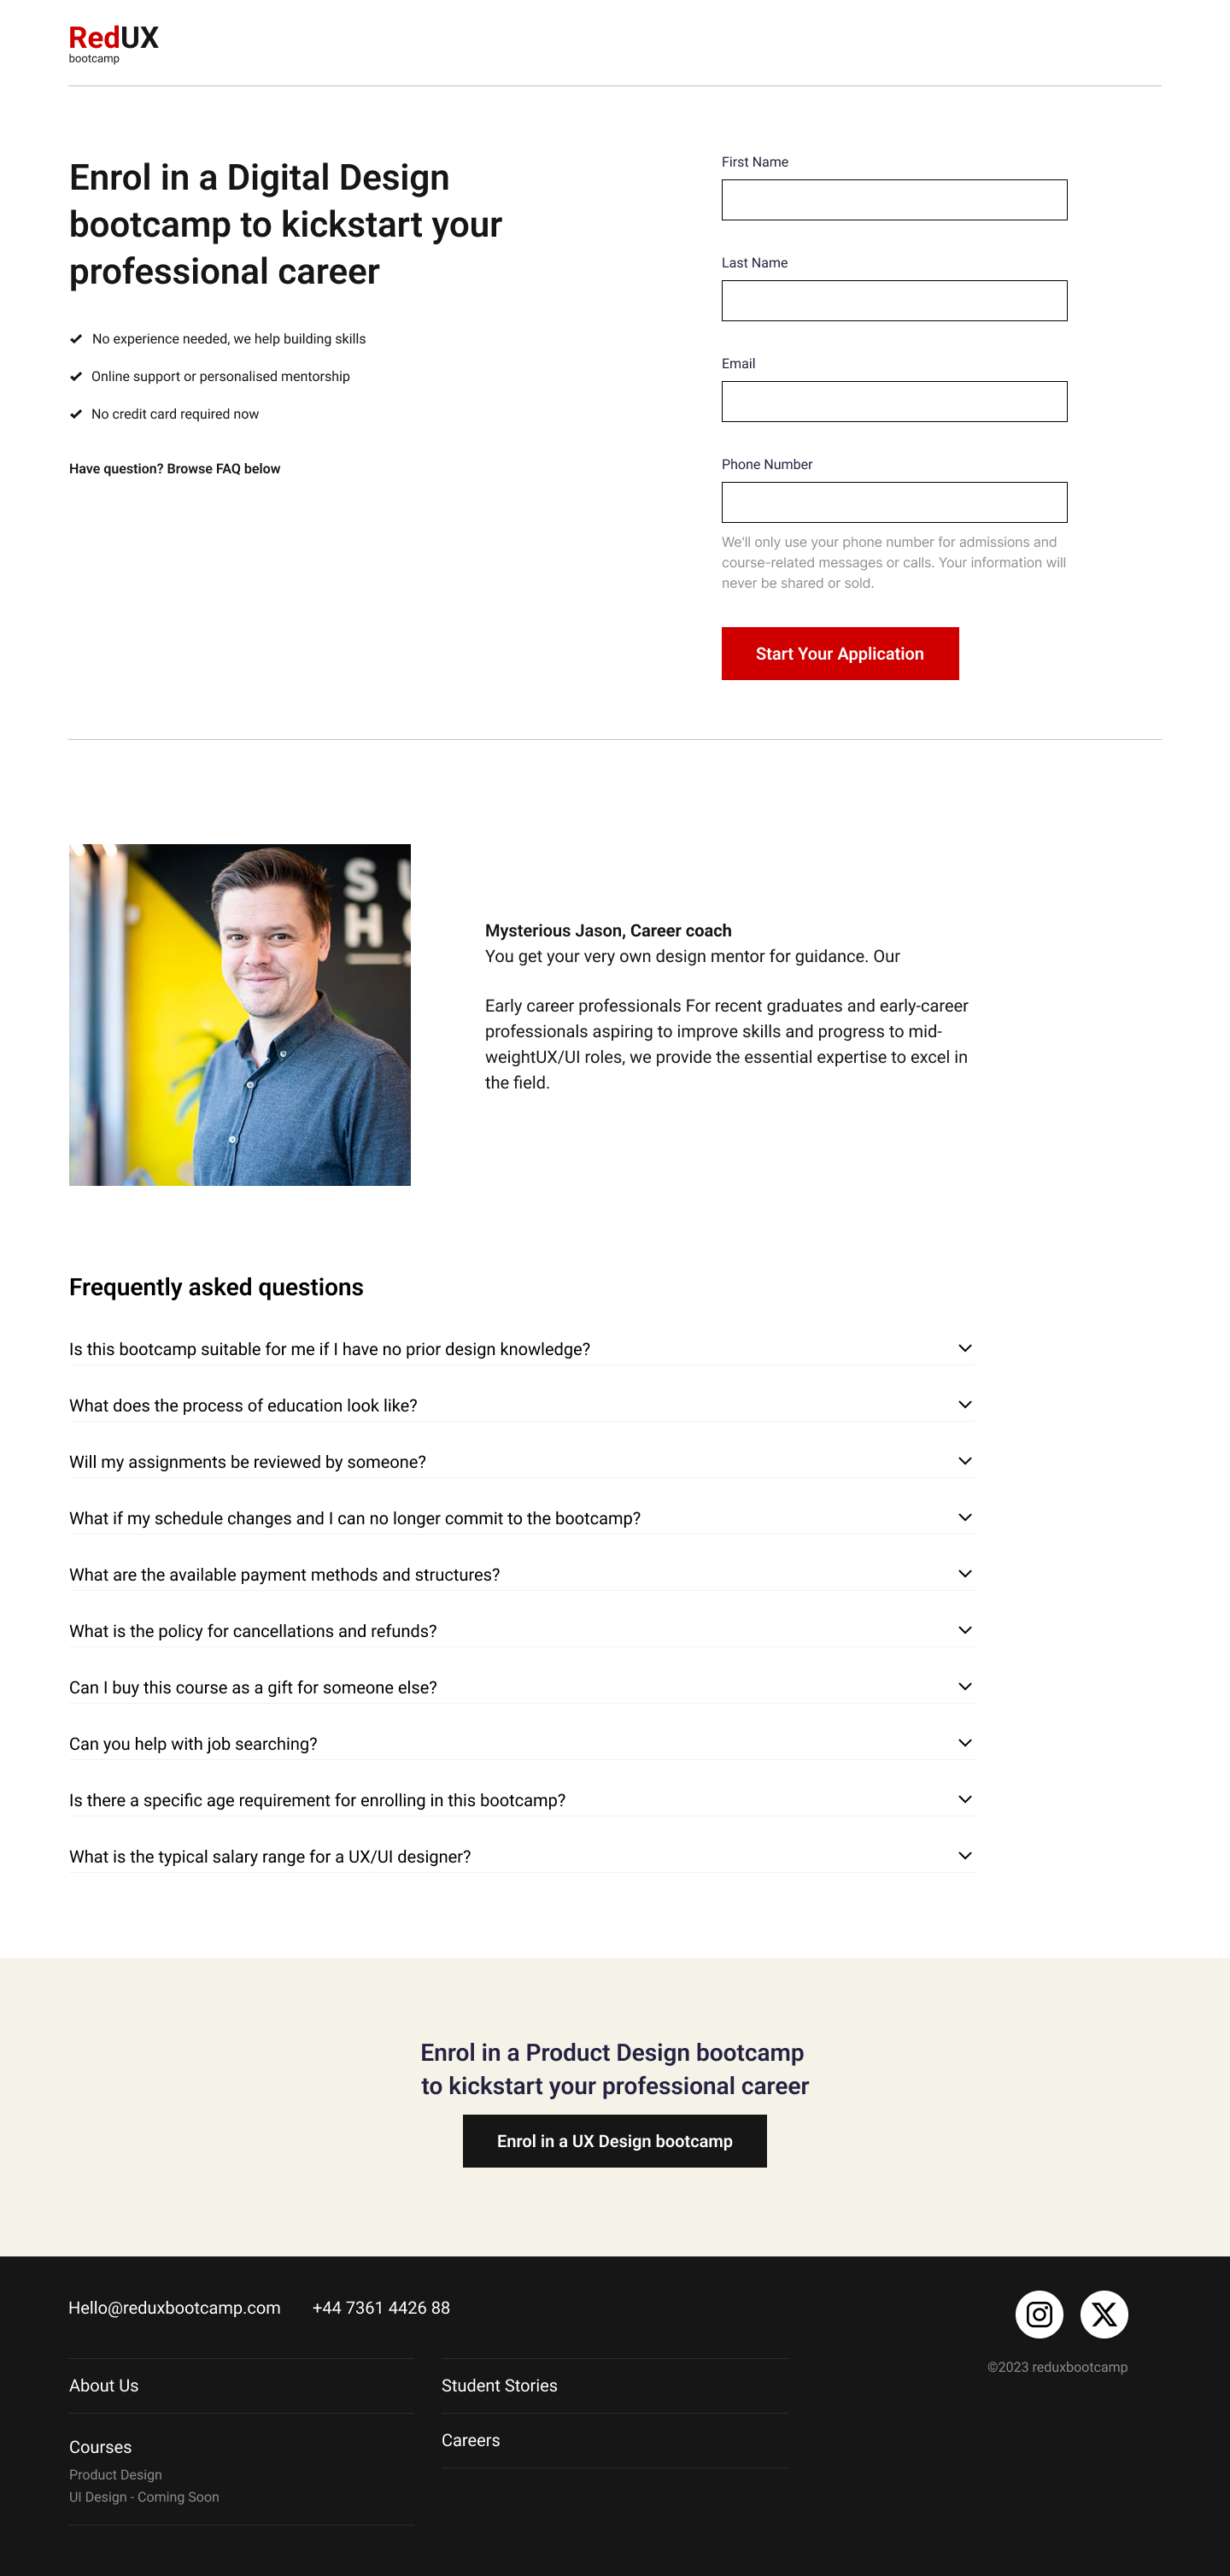 RedUX
bootcamp
Enrol in a Digital Design
bootcamp to kickstart your
professional career
No experience needed, we help building skills
Online support or personalised mentorship
No credit card required now
Have question? Browse FAQ below
First Name
Last Name
Email
Phone Number
We'll only use your phone number for admissions and
course-related messages or calls. Your information will
never be shared or sold.
Start Your Application
Mysterious Jason, Career coach
You get your very own design mentor for guidance. Our
Early career professionals For recent graduates and early-career
professionals aspiring to improve skills and progress to mid-
weightUX/UI roles, we provide the essential expertise to excel in
the field.
Frequently asked questions
Is this bootcamp suitable for me if I have no prior design knowledge?
What does the process of education look like?
Will my assignments be reviewed by someone?
What if my schedule changes and I can no longer commit to the bootcamp?
What are the available payment methods and structures?
What is the policy for cancellations and refunds?
Can I buy this course as a gift for someone else?
Can you help with job searching?
Is there a specific age requirement for enrolling in this bootcamp?
What is the typical salary range for a UX/UI designer?
Enrol in a Product Design bootcamp
to kickstart your professional career
Enrol in a UX Design bootcamp
Hello@reduxbootcamp.com
+44 7361 4426 88
©2023 reduxbootcamp
About Us
Courses
Product Design
UI Design - Coming Soon
Student Stories
Careers